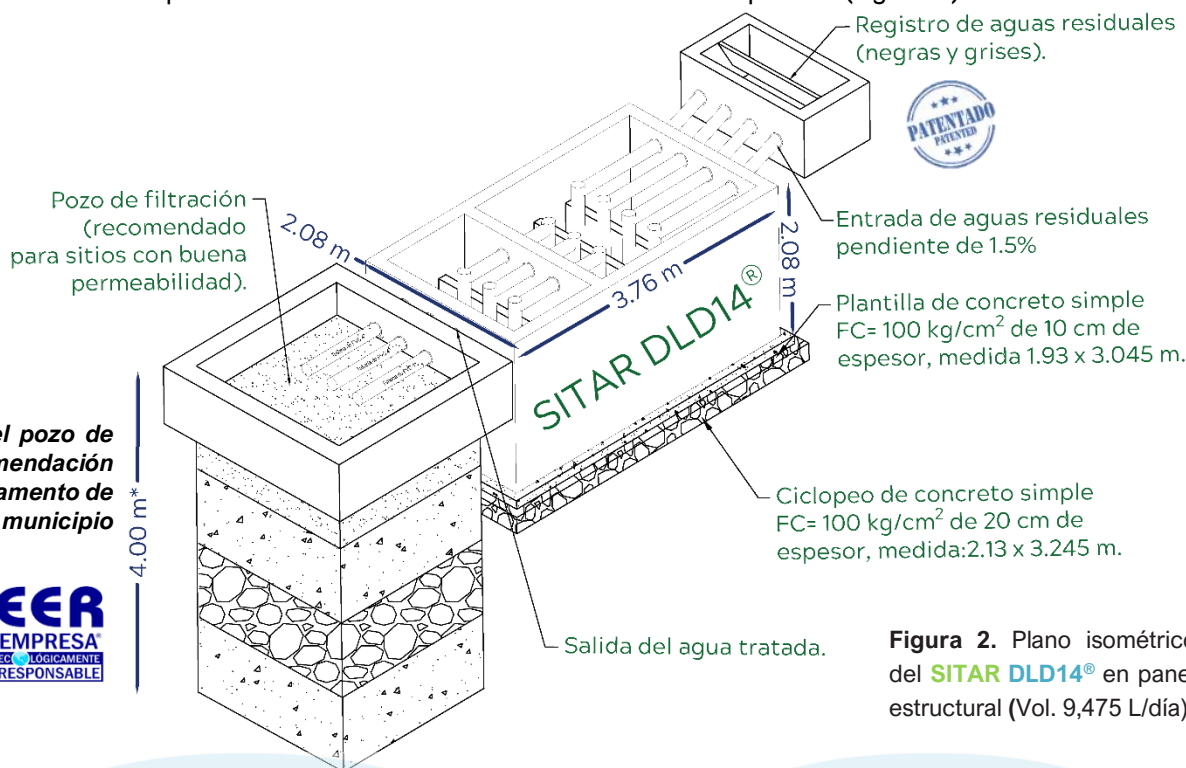 Registro de aguas residuales
(negras y grises).
PATENTADO
PATENTED
Pozo de filtración
(recomendado
para sitios con buena
permeabilidad).
2.08 m
3.76 m
2.08 m
Entrada de aguas residuales
pendiente de 1.5%
SITAR DLD14®
Plantilla de concreto simple
FC= 100 kg/cm² de 10 cm de
espesor, medida 1.93 x 3.045 m.
el pozo de
mendación
amento de
municipio
4.00 m*
Ciclopeo de concreto simple
FC= 100 kg/cm² de 20 cm de
espesor, medida:2.13 x 3.245 m.
EER
EMPRESA®
ECOLÓGICAMENTE
RESPONSABLE
Salida del agua tratada.
Figura 2. Plano isométrico
del SITAR DLD14® en pane
estructural (Vol. 9,475 L/día)